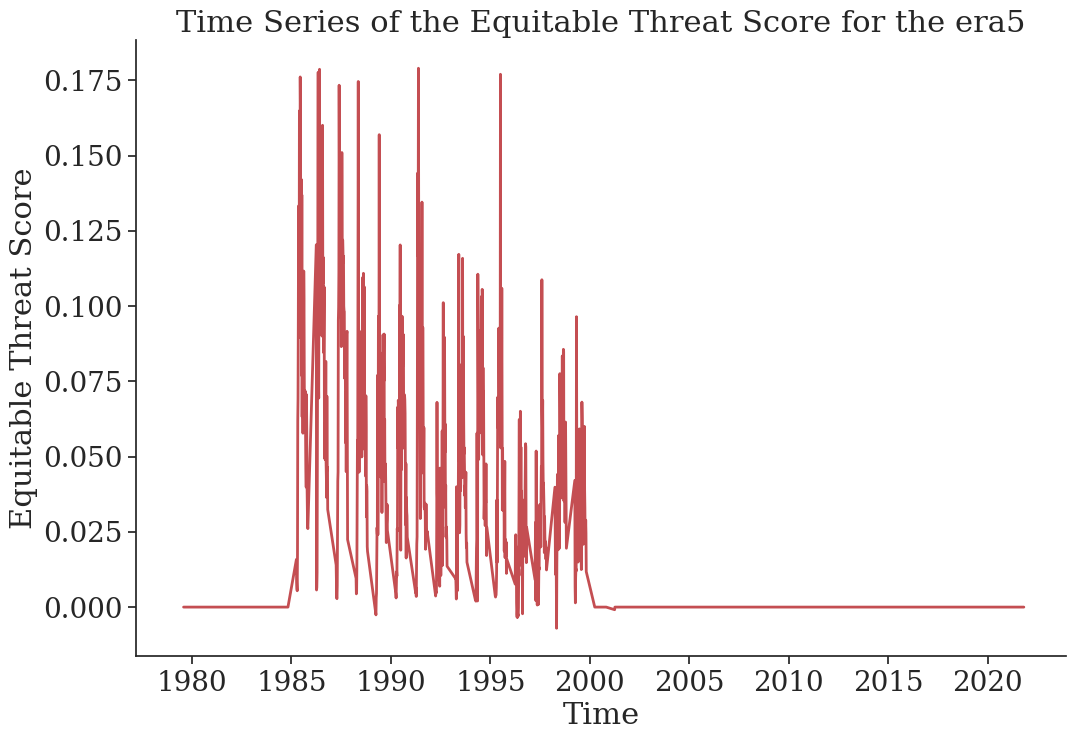 Time Series of the Equitable Threat Score for the era5
Equitable Threat Score
0.175
0.150
0.125
0.100
0.075
0.050
0.025
0.000
1980 1985 1990 1995 2000 2005 2010 2015 2020
Time